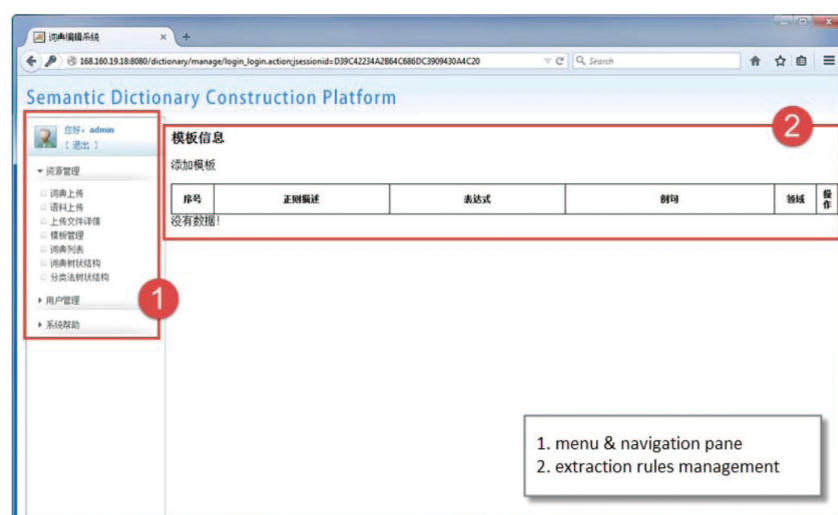 词典编辑系统
168.160.19.18:8080/dictionary/manage/login_login.action;jsessionid=D39C42234A2B64C686DC3909430A4C20
Search
Semantic Dictionary Construction Platform
您好，admin
[ 退出 ]
资源管理
词典上传
语料上传
上传文件详情
模板管理
词典列表
词典树状结构
分类法树状结构
用户管理
系统帮助
1
2
模板信息
添加模板
序号 正则描述 表达式 例句 领域 操作
没有数据!
1. menu & navigation pane
2. extraction rules management